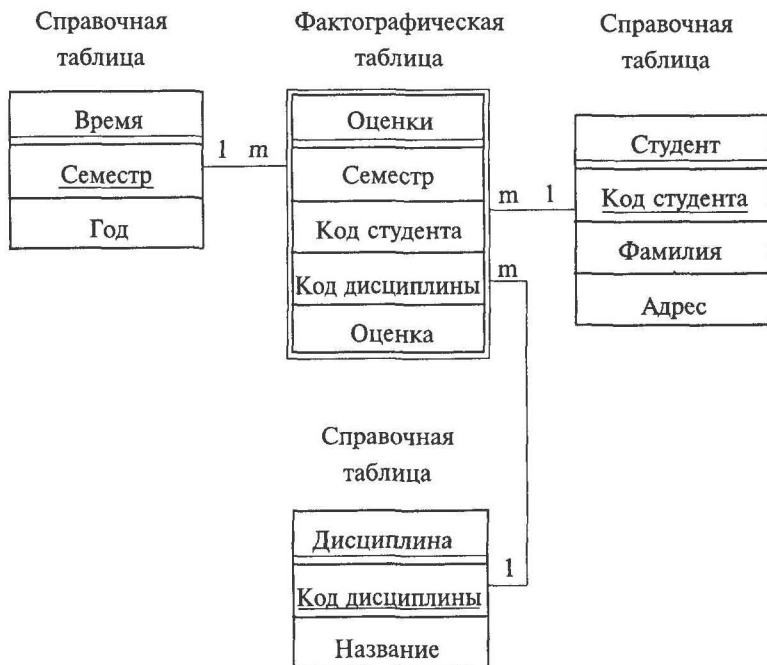 Справочная
таблица
Время
Семестр
Год
1 m
Фактографическая
таблица
Оценки
Семестр
Код студента
Код дисциплины
Оценка
m 1
m
Справочная
таблица
Студент
Код студента
Фамилия
Адрес
Справочная
таблица
Дисциплина
Код дисциплины
Название
1